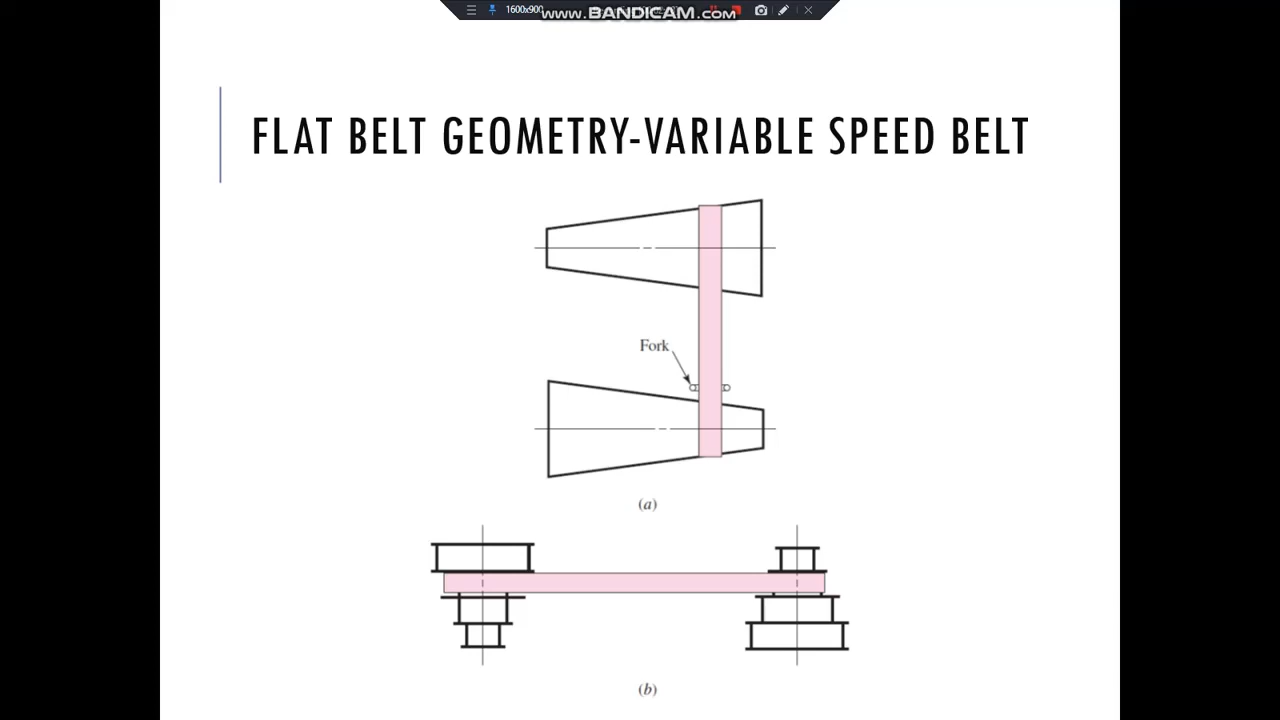 1600x900
www.BANDICAM.com
FLAT BELT GEOMETRY-VARIABLE SPEED BELT
Fork
(a)
(b)